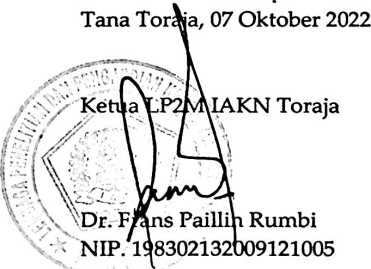 Tana Toraja, 07 Oktober 2022
Ketua LP2M IAKN Toraja
Dr. Frans Paillin Rumbi
NIP. 198302132009121005